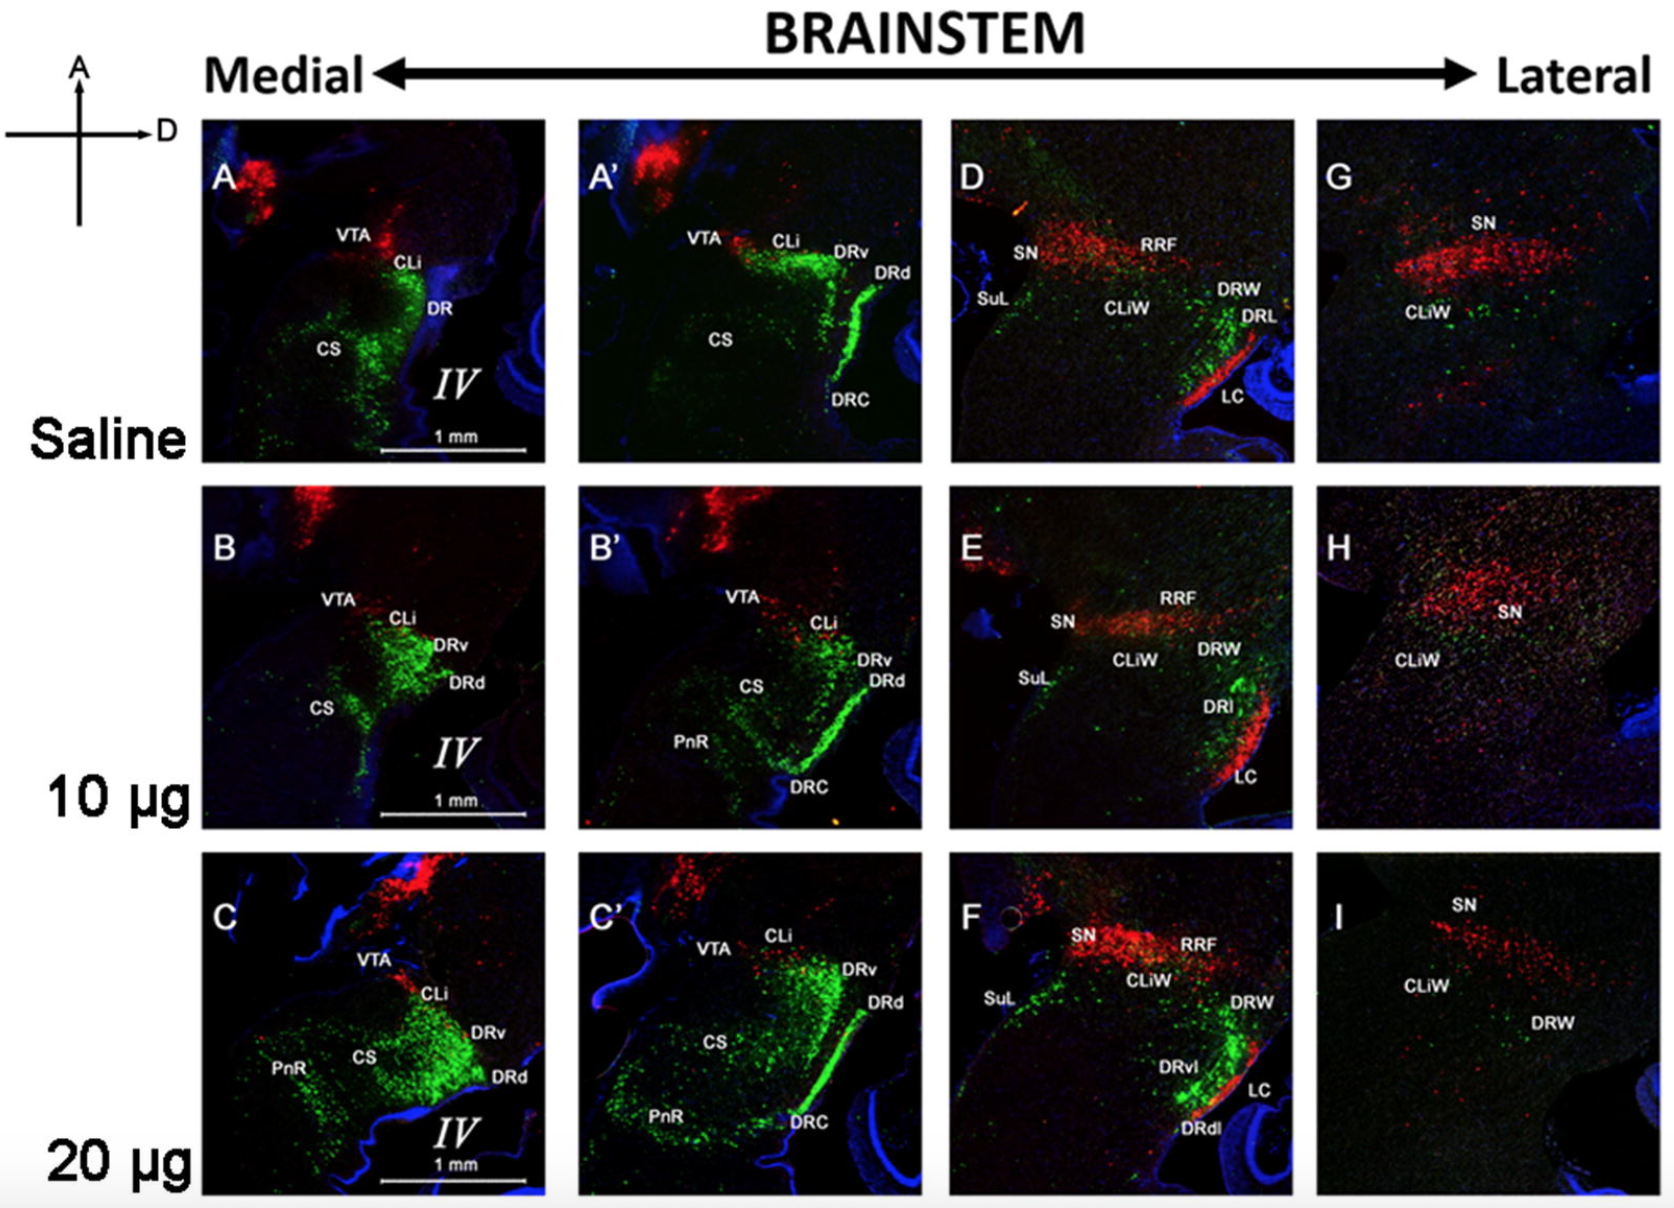 BRAINSTEM
A
D
Medial
Lateral
A
VTA
CLi
DR
CS
IV
1 mm
A'
VTA
CLi
DRv
DRd
CS
DRC
D
SN
RRF
SuL
CLiW
DRW
DRL
LC
G
SN
CLiW
Saline
B
VTA
CLi
DRv
DRd
CS
IV
1 mm
B'
VTA
CLi
DRv
DRd
CS
PnR
DRC
E
RRF
SN
CLiW
DRW
SuL
DRl
LC
H
SN
CLiW
10 µg
C
VTA
CLi
DRv
CS
PnR
DRd
IV
1 mm
C'
CLi
VTA
DRv
DRd
CS
PnR
DRC
F
SN
RRF
CLiW
SuL
DRW
DRvl
LC
DRdl
I
SN
CLiW
DRW
20 µg